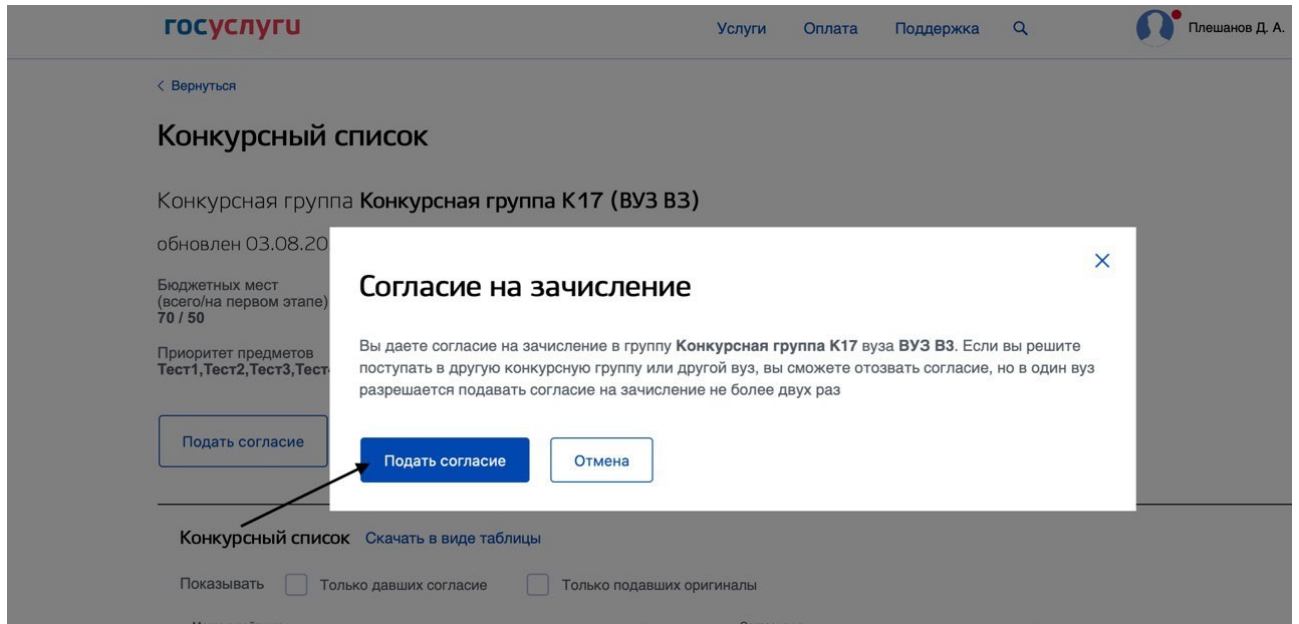 госуслуги
Услуги Оплата Поддержка Плешанов Д. А.
< Вернуться
Конкурсный список
Конкурсная группа Конкурсная группа К17 (ВУЗ В3)
обновлен 03.08.20
Согласие на зачисление
Бюджетных мест
(всего/на первом этапе)
70 / 50
Вы даете согласие на зачисление в группу Конкурсная группа К17 вуза ВУЗ В3. Если вы решите
поступать в другую конкурсную группу или другой вуз, вы сможете отозвать согласие, но в один вуз
разрешается подавать согласие на зачисление не более двух раз
Приоритет предметов
Тест1,Тест2,Тест3,Тест
Подать согласие
Подать согласие Отмена
Конкурсный список Скачать в виде таблицы
Показывать Только давших согласие Только подавших оригиналы